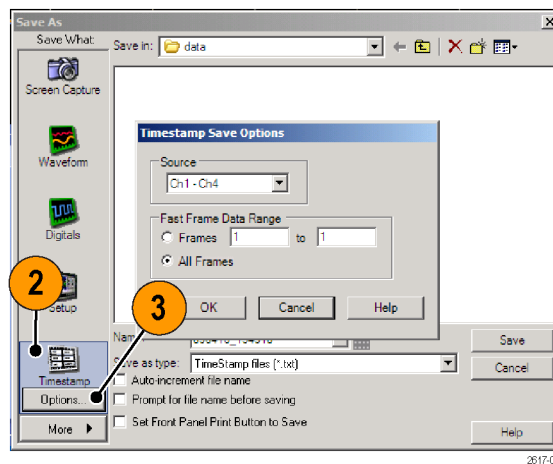 Save As
Save What:
Save in: data
Screen Capture
Waveform
Digitals
Setup
Timestamp
Options...
More
Timestamp Save Options
Source
Ch1 - Ch4
Fast Frame Data Range
Frames 1 to 1
All Frames
OK Cancel Help
2
3
Save
Save as type: TimeStamp files (*.txt)
Cancel
Auto-increment file name
Prompt for file name before saving
Set Front Panel Print Button to Save
Help